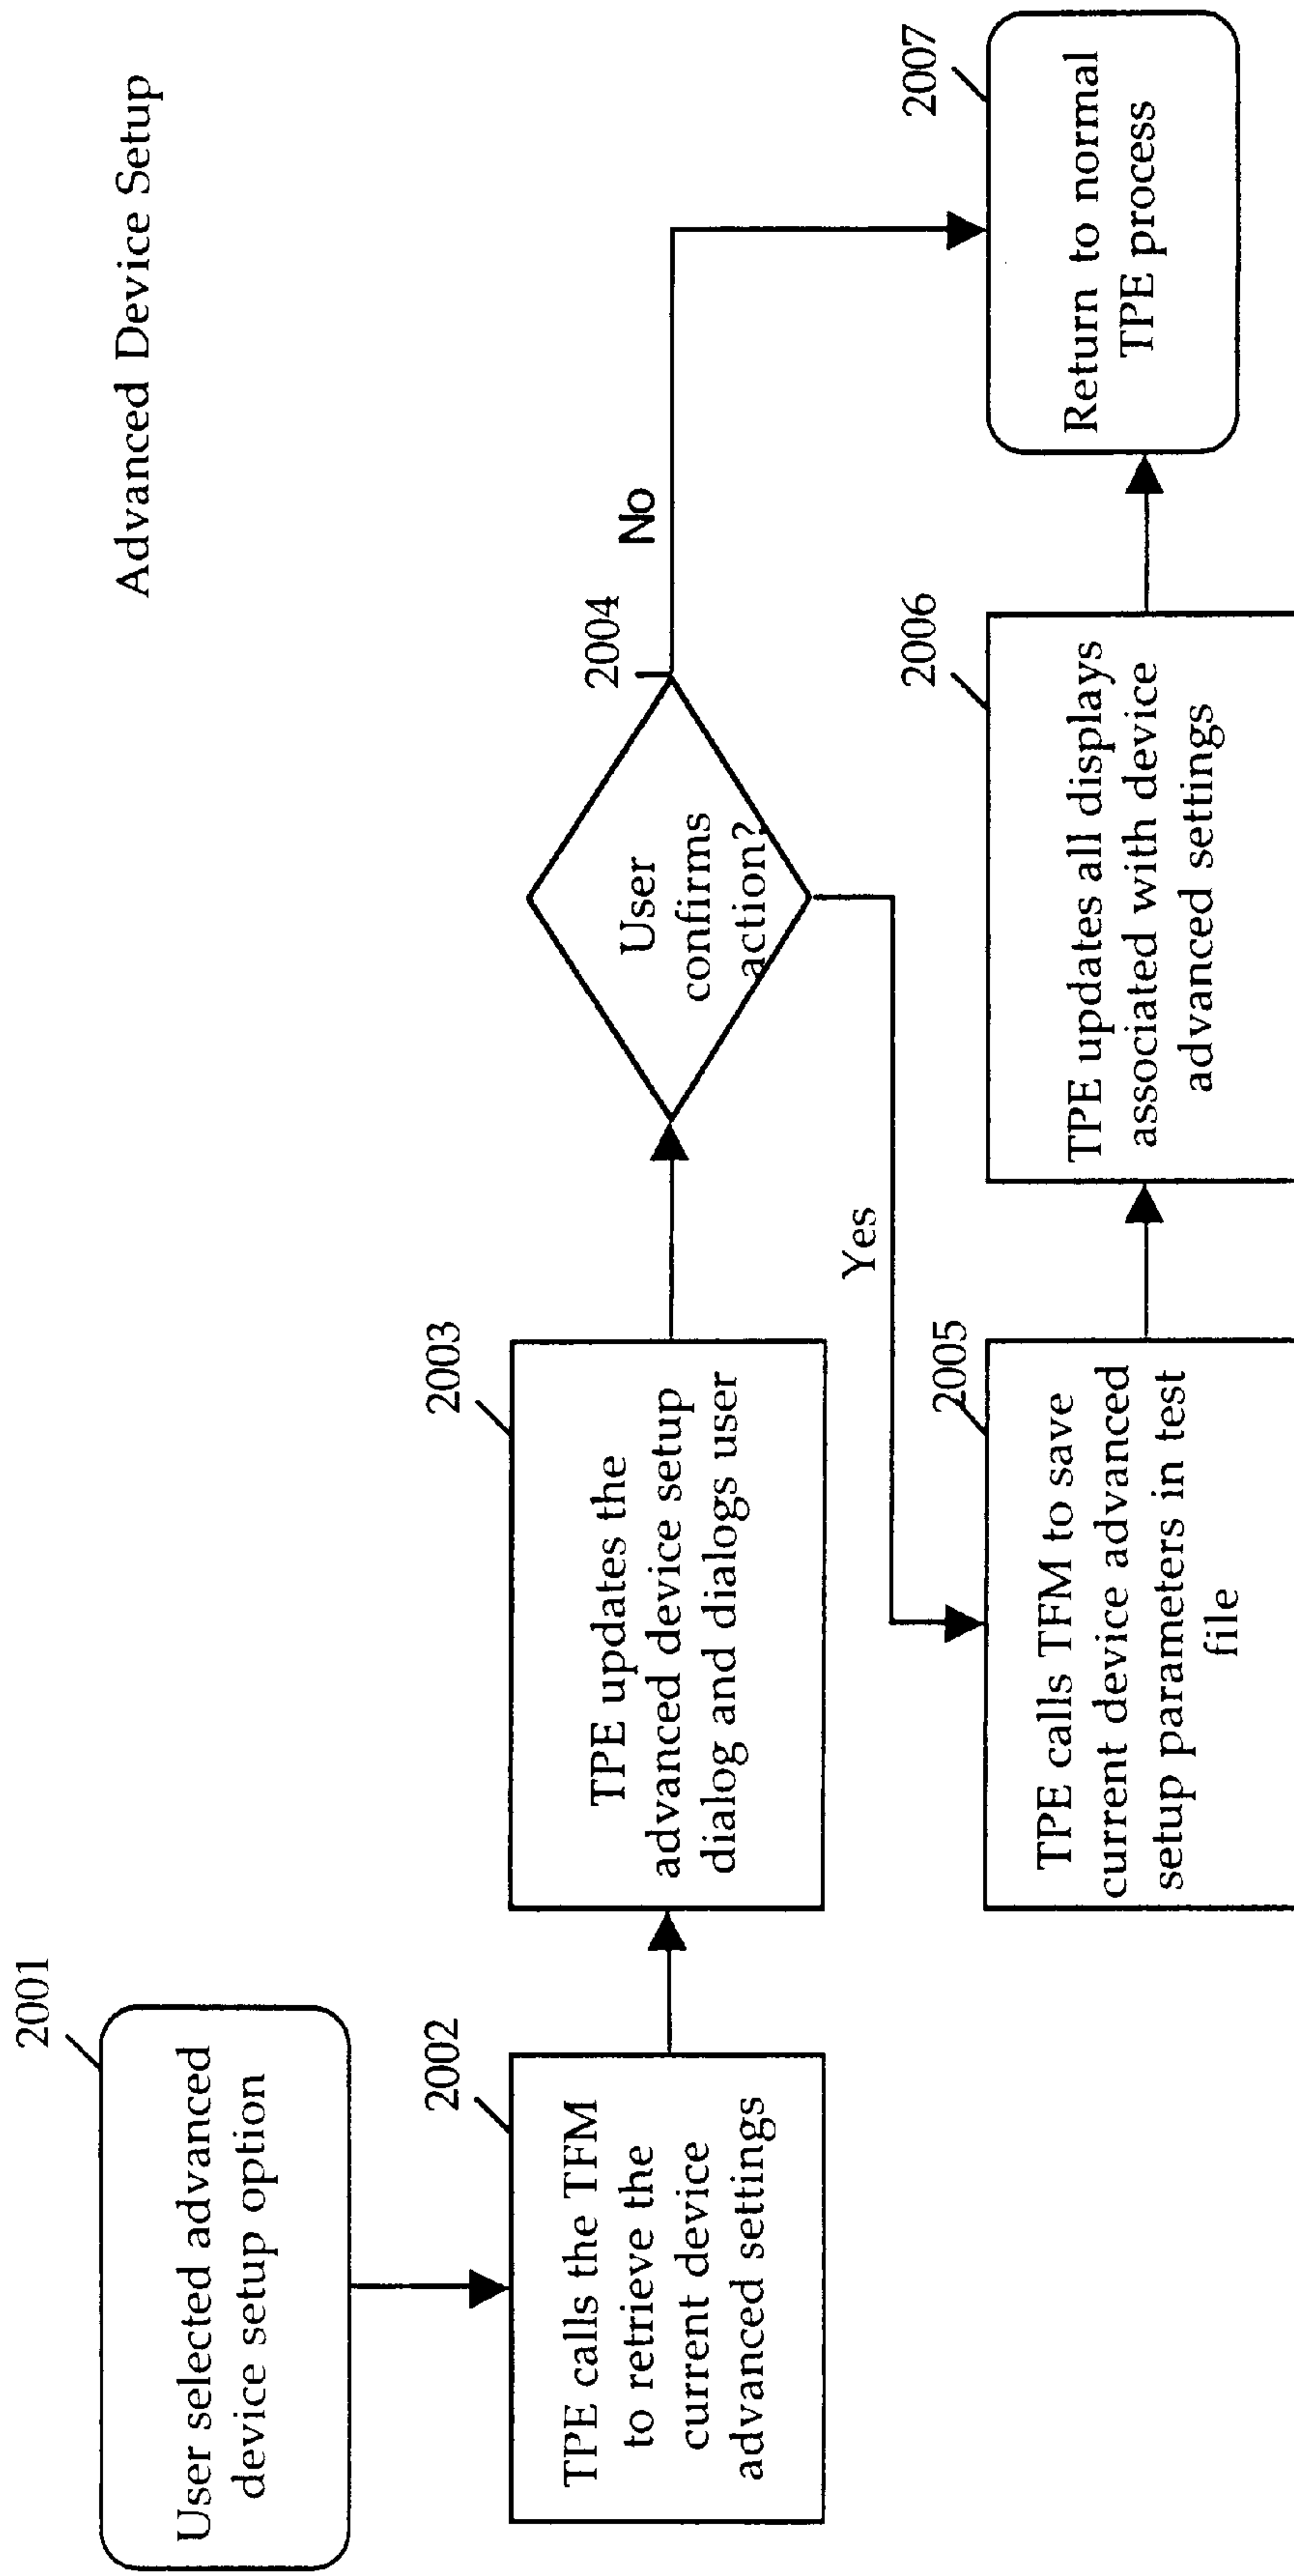 Advanced Device Setup
2001
User selected advanced
device setup option
2002
TPE calls the TFM
to retrieve the
current device
advanced settings
2003
TPE updates the
advanced device setup
dialog and dialogs user
2004
User
confirms
action?
No
Yes
2005
TPE calls TFM to save
current device advanced
setup parameters in test
file
2006
TPE updates all displays
associated with device
advanced settings
2007
Return to normal
TPE process